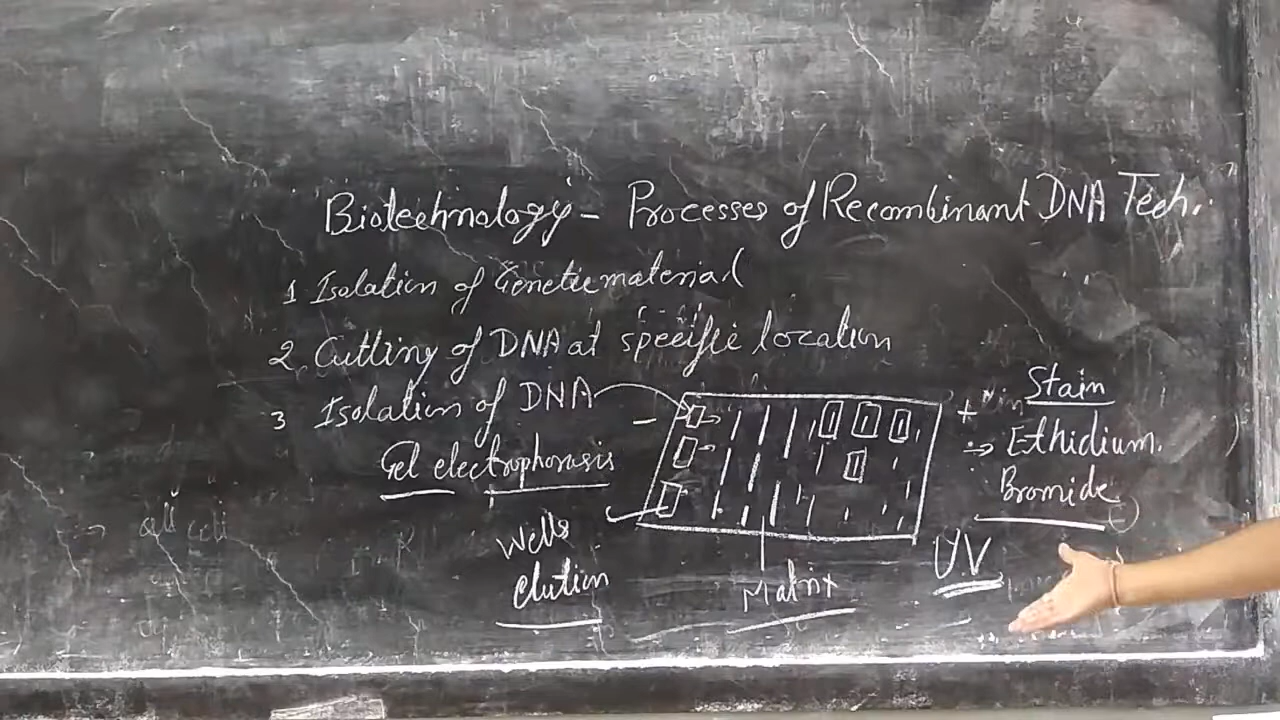 Biotechnology - Processes of Recombinant DNA Tech.
1 Isolation of Genetic material
2. Cutting of DNA at specific location
3 Isolation of DNA
Gel electrophorasis
Wells
elution
Matrix
- +
Stain
→ Ethidium.
Bromide
UV